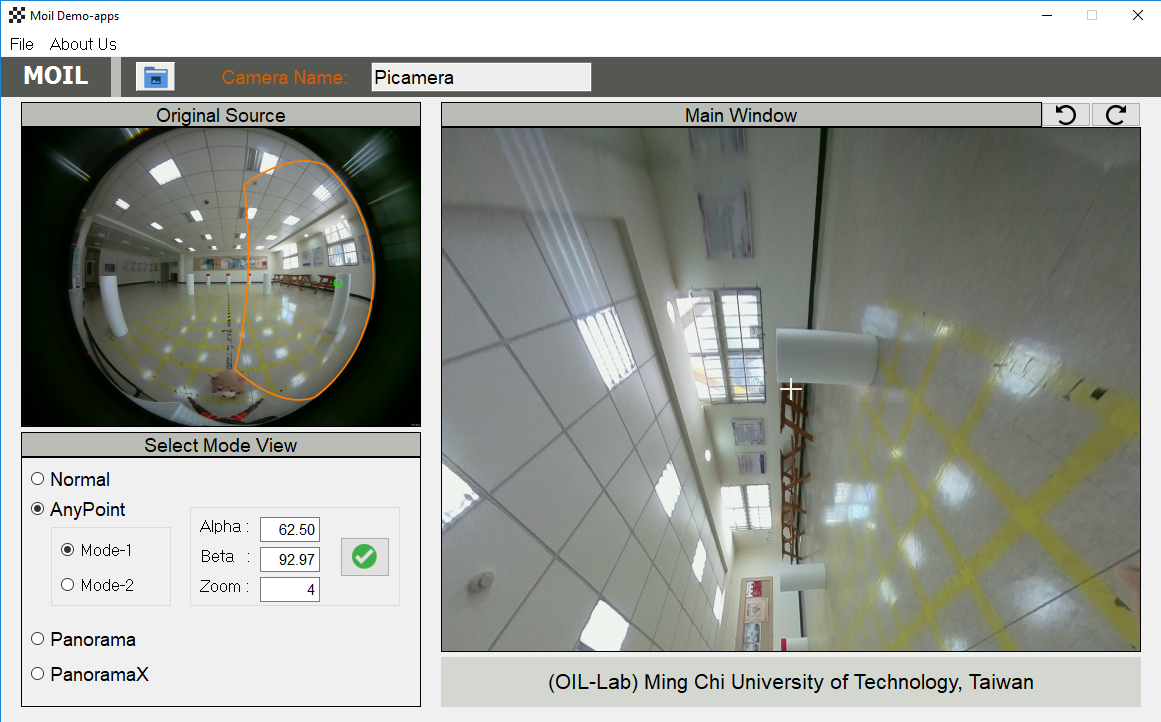 Moil Demo-apps
File About Us
MOIL
Camera Name: Picamera
Original Source
Main Window
Select Mode View
Normal
AnyPoint
Mode-1
Mode-2
Alpha : 62.50
Beta : 92.97
Zoom : 4
Panorama
PanoramaX
(OIL-Lab) Ming Chi University of Technology, Taiwan